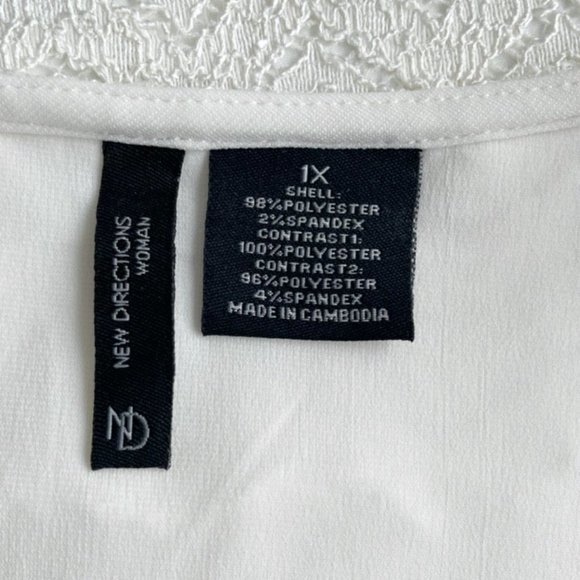 NEW DIRECTIONS
WOMAN
ND
1X
SHELL:
98%POLYESTER
2%SPANDEX
CONTRAST1:
100%POLYESTER
CONTRAST2:
96%POLYESTER
4%SPANDEX
MADE IN CAMBODIA